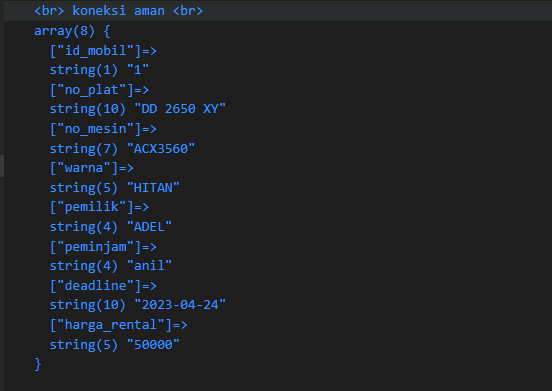 <br> koneksi aman <br>
array(8) {
["id_mobil"]=>
string(1) "1"
["no_plat"]=>
string(10) "DD 2650 XY"
["no_mesin"]=>
string(7) "ACX3560"
["warna"]=>
string(5) "HITAN"
["pemilik"]=>
string(4) "ADEL"
["peminjam"]=>
string(4) "anil"
["deadline"]=>
string(10) "2023-04-24"
["harga_rental"]=>
string(5) "50000"
}